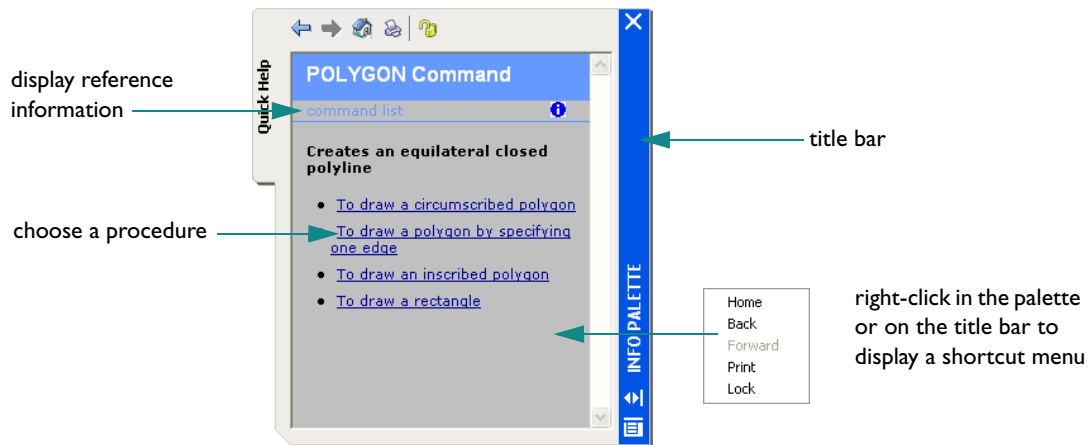 Quick Help
POLYGON Command
command list
Creates an equilateral closed
polyline
• To draw a circumscribed polygon
• To draw a polygon by specifying
one edge
• To draw an inscribed polygon
• To draw a rectangle
INFO PALETTE
display reference
information
choose a procedure
title bar
Home
Back
Forward
Print
Lock
right-click in the palette
or on the title bar to
display a shortcut menu